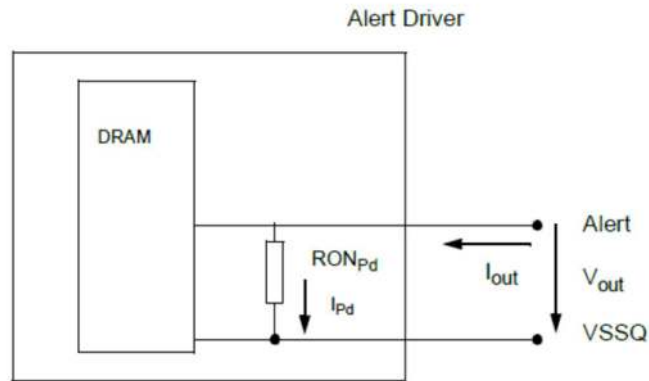 Alert Driver
DRAM
Alert
RONPd
Iout
Vout
IPd
VSSQ